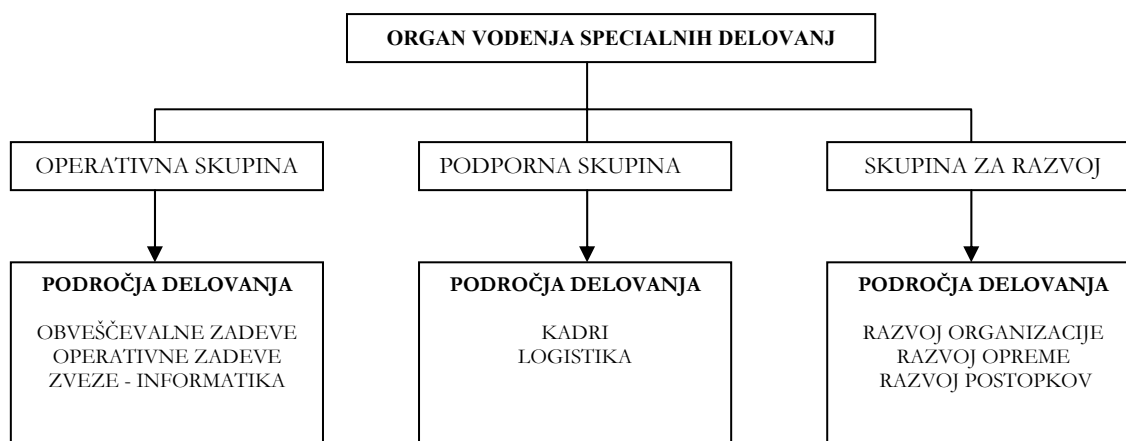 ORGAN VODENJA SPECIALNIH DELOVANJ
OPERATIVNA SKUPINA
PODPORNA SKUPINA
SKUPINA ZA RAZVOJ
PODROČJA DELOVANJA
OBVEŠČEVALNE ZADEVE
OPERATIVNE ZADEVE
ZVEZE - INFORMATIKA
PODROČJA DELOVANJA
KADRI
LOGISTIKA
PODROČJA DELOVANJA
RAZVOJ ORGANIZACIJE
RAZVOJ OPREME
RAZVOJ POSTOPKOV